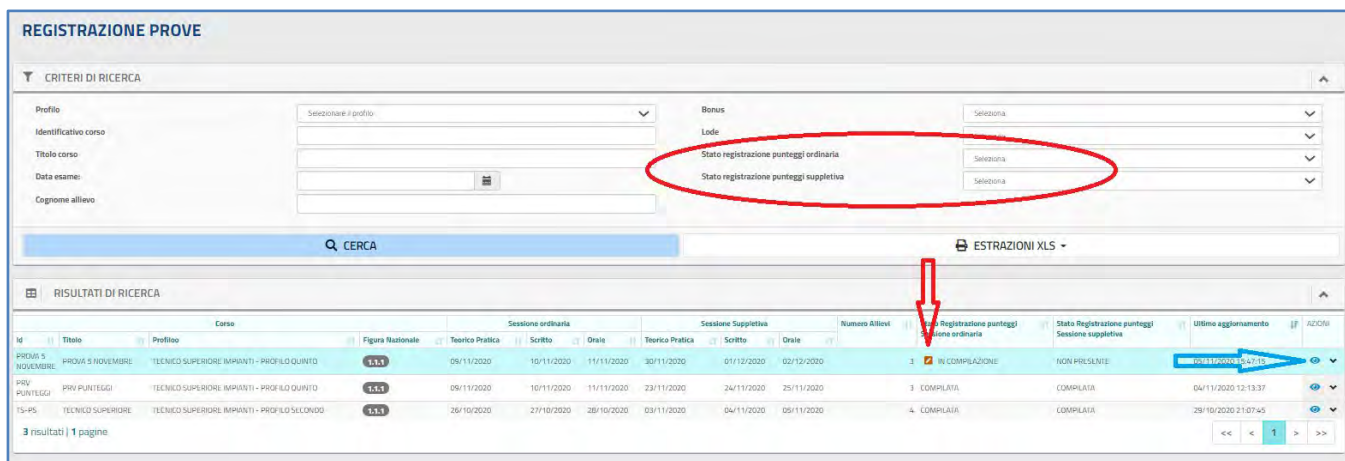 REGISTRAZIONE PROVE
CRITERI DI RICERCA
Profilo Selezionare il profilo Bonus Seleziona
Identificativo corso Lode
Titolo corso Stato registrazione punteggi ordinaria Seleziona
Data esame: Stato registrazione punteggi suppletiva Seleziona
Cognome allievo
CERCA ESTRAZIONI XLS
RISULTATI DI RICERCA
Corso Sessione ordinaria Sessione Suppletiva Numero Allievi Stato Registrazione punteggi Sessione ordinaria Stato Registrazione punteggi Sessione suppletiva Ultimo aggiornamento AZIONI
Id Titolo Profiloo Figura Nazionale Teorico Pratica Scritto Orale Teorico Pratica Scritto Orale
PROVA 5 NOVEMBRE PROVA 5 NOVEMBRE TECNICO SUPERIORE IMPIANTI - PROFILO QUINTO 1.1.1 09/11/2020 10/11/2020 11/11/2020 30/11/2020 01/12/2020 02/12/2020 3 IN COMPILAZIONE NON PRESENTE 05/11/2020 15:47:15
PRV PUNTEGGI PRV PUNTEGGI TECNICO SUPERIORE IMPIANTI - PROFILO QUINTO 1.1.1 09/11/2020 10/11/2020 11/11/2020 23/11/2020 24/11/2020 25/11/2020 3 COMPILATA COMPILATA 04/11/2020 12:13:37
TS-PS TECNICO SUPERIORE TECNICO SUPERIORE IMPIANTI - PROFILO SECONDO 1.1.1 26/10/2020 27/10/2020 28/10/2020 03/11/2020 04/11/2020 05/11/2020 4 COMPILATA COMPILATA 29/10/2020 21:07:45
3 risultati | 1 pagine << < 1 > >>